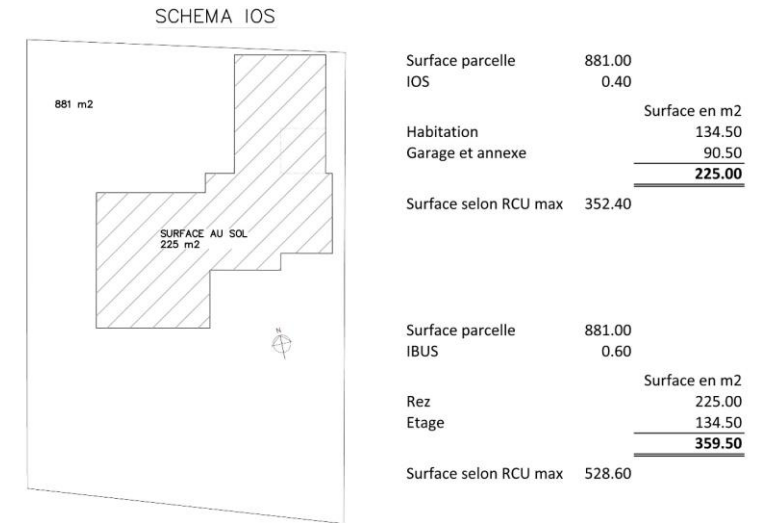 SCHEMA IOS
881 m2
SURFACE AU SOL
225 m2
N
Surface parcelle 881.00
IOS 0.40
Surface en m2
Habitation 134.50
Garage et annexe 90.50
225.00
Surface selon RCU max 352.40
Surface parcelle 881.00
IBUS 0.60
Surface en m2
Rez 225.00
Etage 134.50
359.50
Surface selon RCU max 528.60